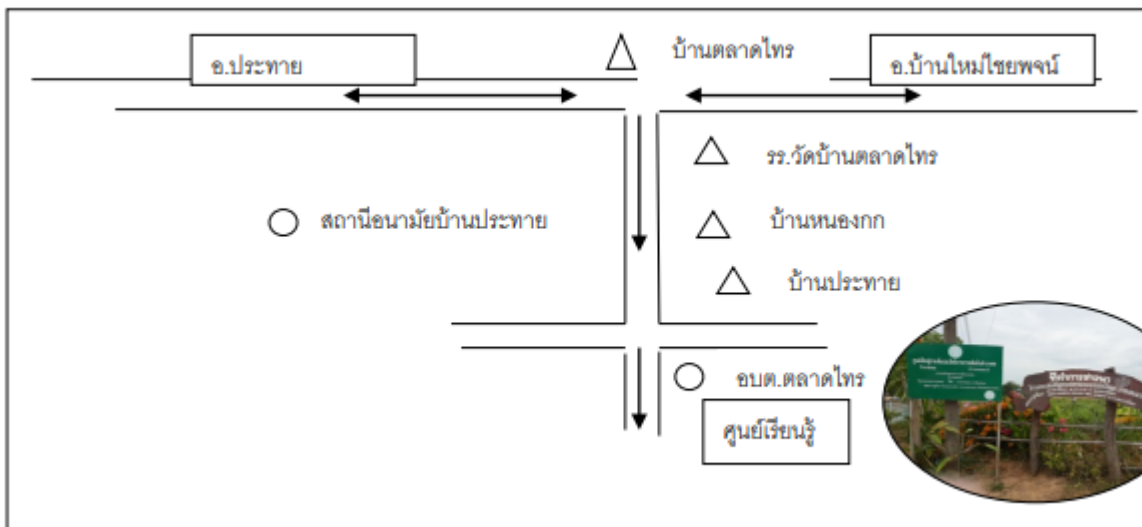 อ.ประทาย
บ้านตลาดไทร
อ.บ้านใหม่ไชยพจน์
รร.วัดบ้านตลาดไทร
สถานีอนามัยบ้านประทาย
บ้านหนองกก
บ้านประทาย
อบต.ตลาดไทร
ศูนย์เรียนรู้